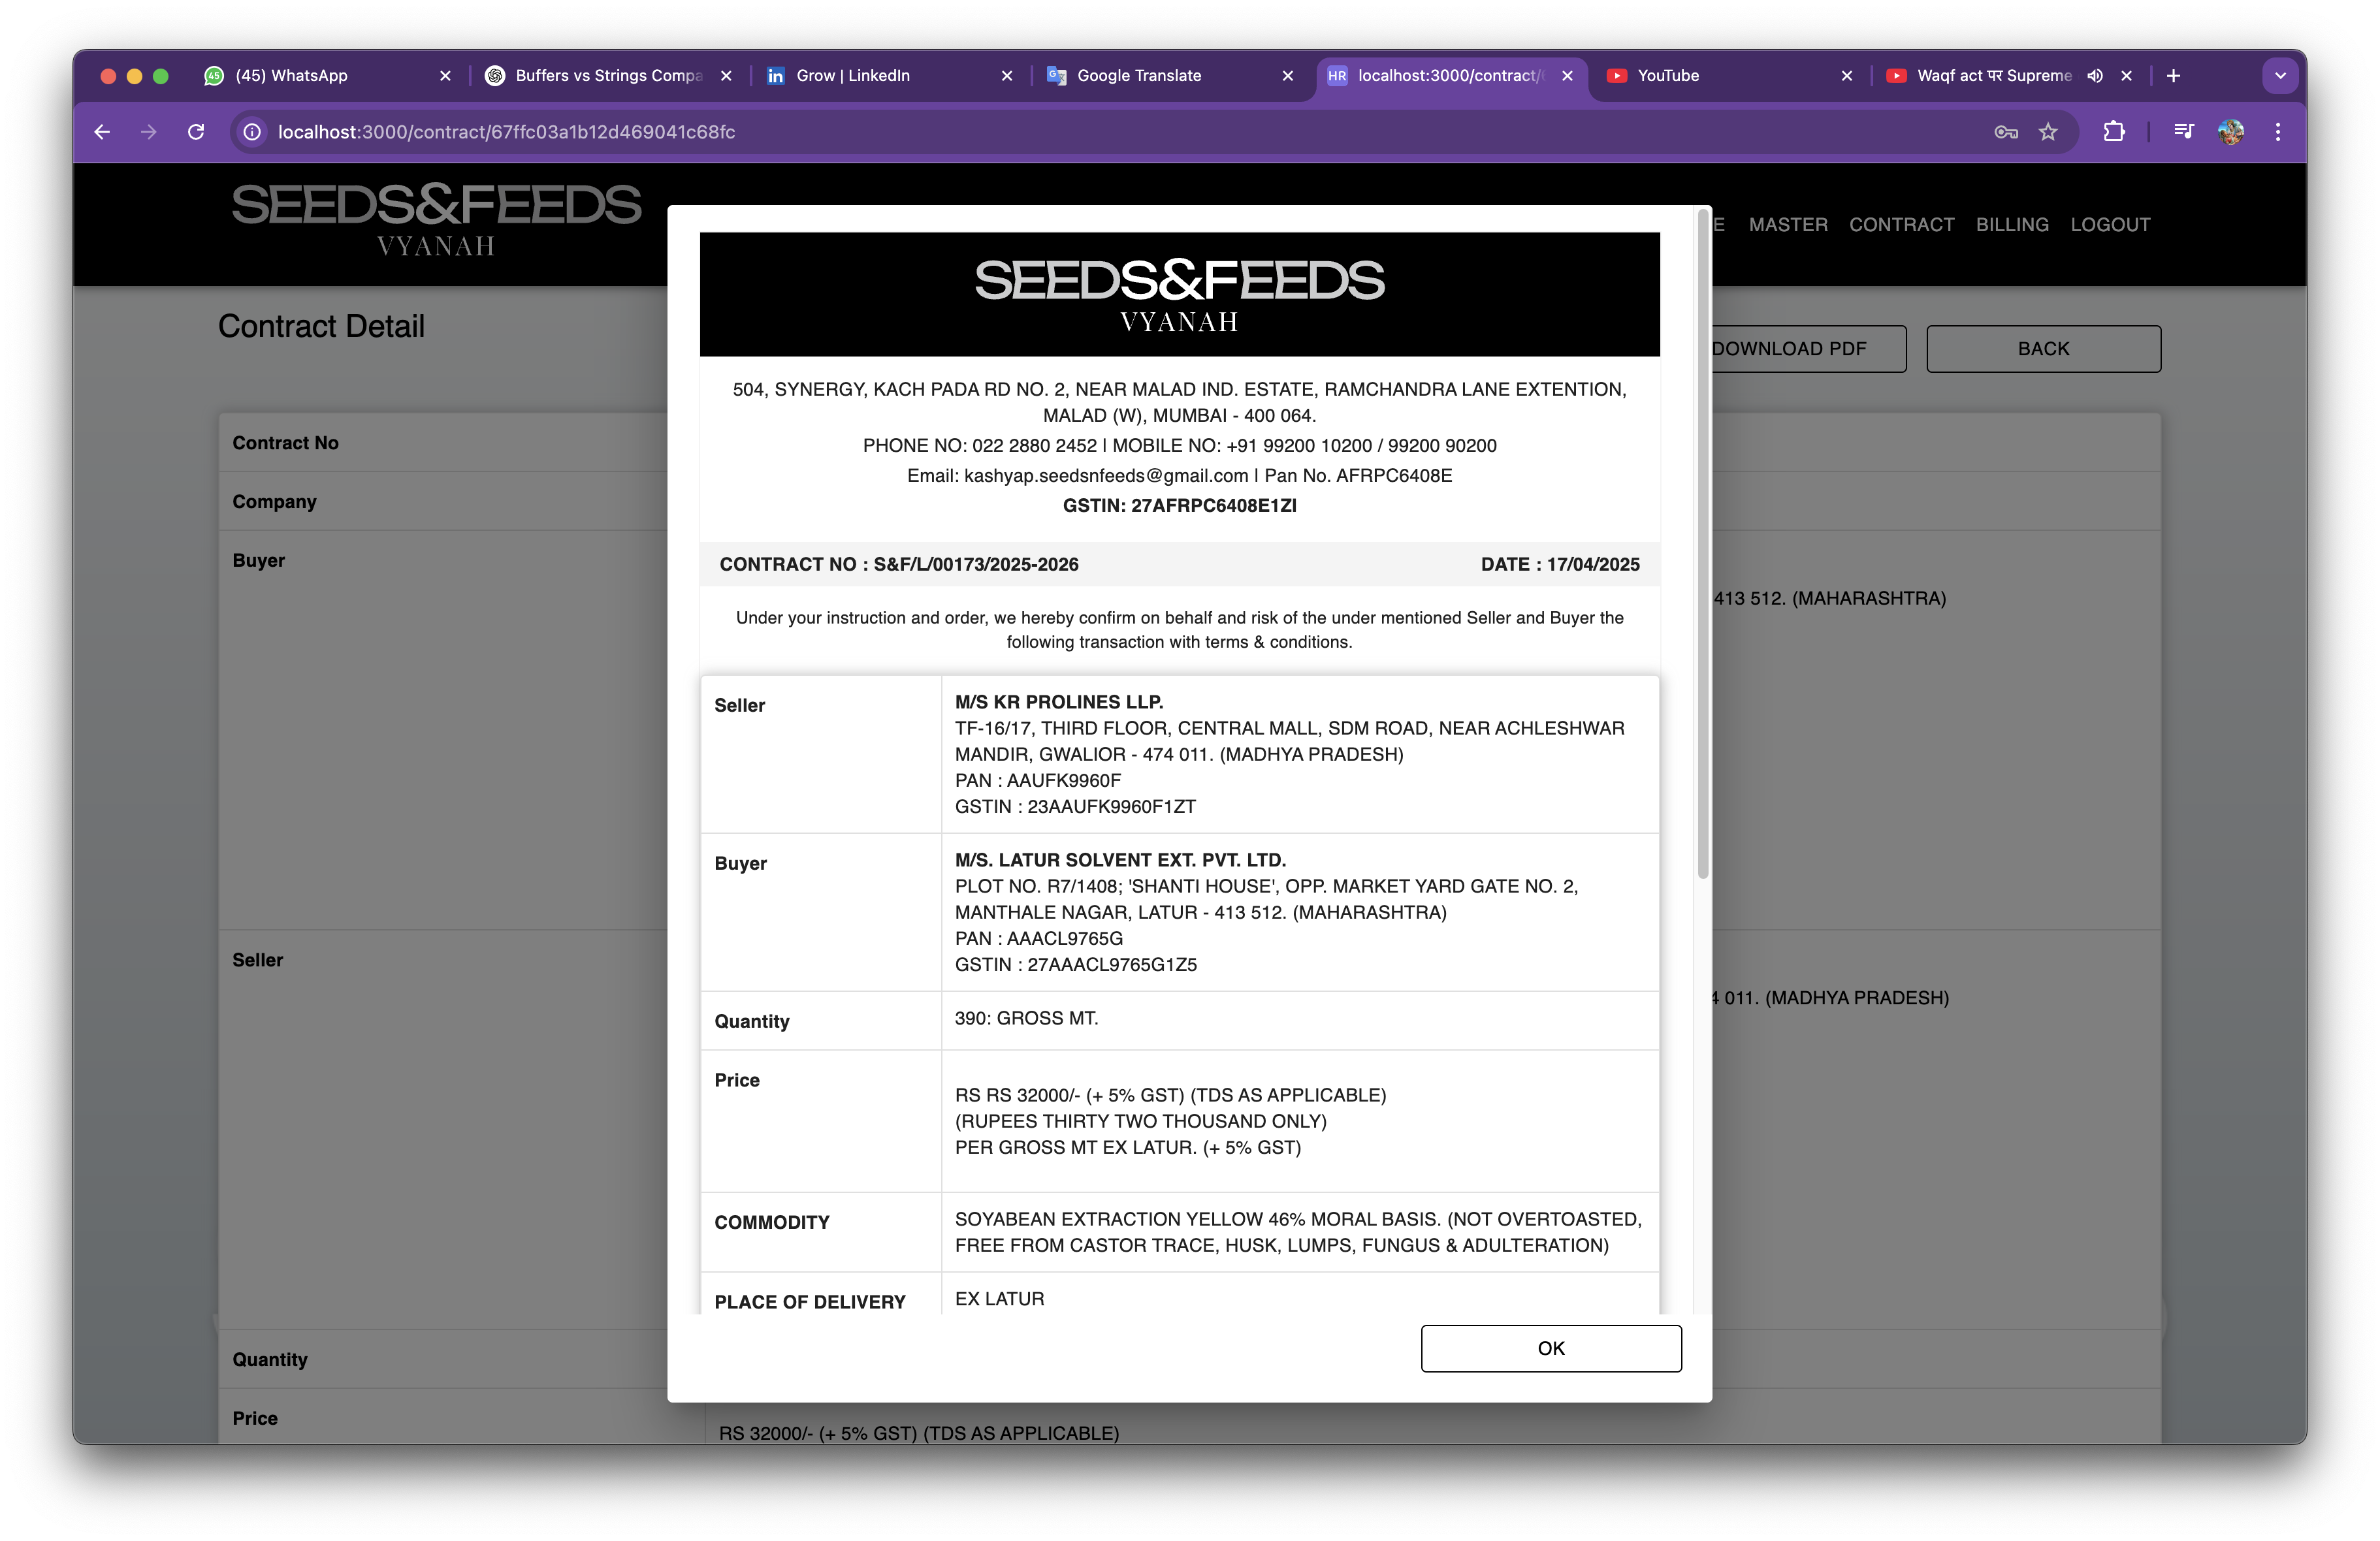 (45) WhatsApp
Buffers vs Strings Compa
Grow | LinkedIn
Google Translate
HR
localhost:3000/contract/6
YouTube
Waqf act पर Supreme
localhost:3000/contract/67ffc03a1b12d469041c68fc
SEEDS&FEEDS
VYANAH
E MASTER CONTRACT BILLING LOGOUT
Contract Detail
DOWNLOAD PDF
BACK
Contract No
Company
Buyer
413 512. (MAHARASHTRA)
Seller
4 011. (MADHYA PRADESH)
Quantity
Price
RS 32000/- (+ 5% GST) (TDS AS APPLICABLE)
SEEDS&FEEDS
VYANAH
504, SYNERGY, KACH PADA RD NO. 2, NEAR MALAD IND. ESTATE, RAMCHANDRA LANE EXTENTION,
MALAD (W), MUMBAI - 400 064.
PHONE NO: 022 2880 2452 | MOBILE NO: +91 99200 10200 / 99200 90200
Email: kashyap.seedsnfeeds@gmail.com | Pan No. AFRPC6408E
GSTIN: 27AFRPC6408E1ZI
CONTRACT NO : S&F/L/00173/2025-2026
DATE : 17/04/2025
Under your instruction and order, we hereby confirm on behalf and risk of the under mentioned Seller and Buyer the
following transaction with terms & conditions.
Seller
M/S KR PROLINES LLP.
TF-16/17, THIRD FLOOR, CENTRAL MALL, SDM ROAD, NEAR ACHLESHWAR
MANDIR, GWALIOR - 474 011. (MADHYA PRADESH)
PAN : AAUFK9960F
GSTIN : 23AAUFK9960F1ZT
Buyer
M/S. LATUR SOLVENT EXT. PVT. LTD.
PLOT NO. R7/1408; 'SHANTI HOUSE', OPP. MARKET YARD GATE NO. 2,
MANTHALE NAGAR, LATUR - 413 512. (MAHARASHTRA)
PAN : AAACL9765G
GSTIN : 27AAACL9765G1Z5
Quantity
390: GROSS MT.
Price
RS RS 32000/- (+ 5% GST) (TDS AS APPLICABLE)
(RUPEES THIRTY TWO THOUSAND ONLY)
PER GROSS MT EX LATUR. (+ 5% GST)
COMMODITY
SOYABEAN EXTRACTION YELLOW 46% MORAL BASIS. (NOT OVERTOASTED,
FREE FROM CASTOR TRACE, HUSK, LUMPS, FUNGUS & ADULTERATION)
PLACE OF DELIVERY
EX LATUR
OK